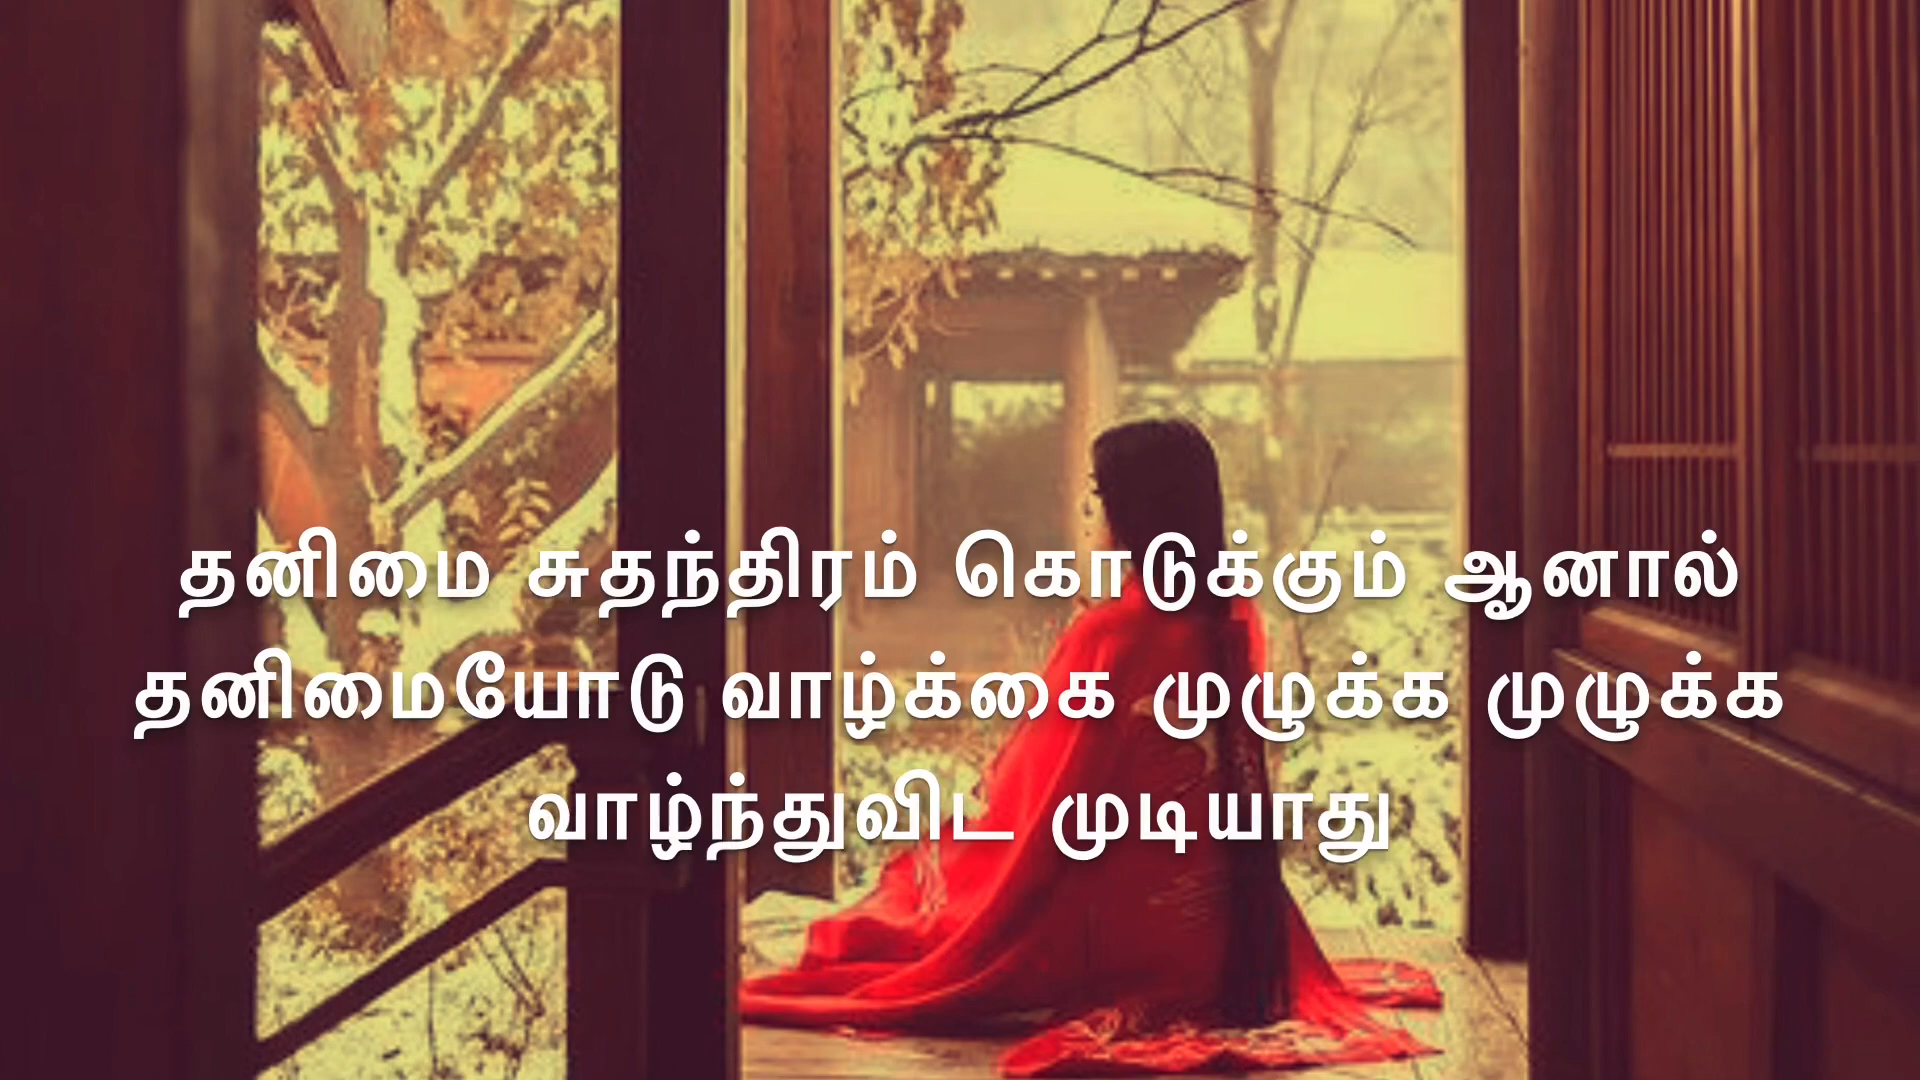 தனிமை சுதந்திரம் கொடுக்கும் ஆனால்
தனிமையோடு வாழ்க்கை முழுக்க முழுக்க
வாழ்ந்துவிட முடியாது